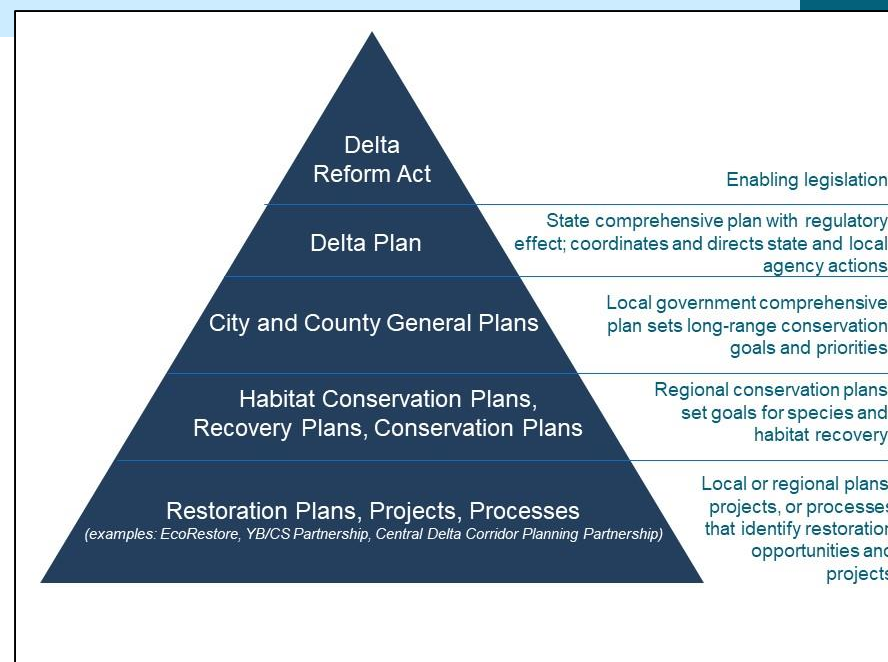 Delta
Reform Act
Enabling legislation
Delta Plan
State comprehensive plan with regulatory
effect; coordinates and directs state and local
agency actions
City and County General Plans
Local government comprehensive
plan sets long-range conservation
goals and priorities
Habitat Conservation Plans,
Recovery Plans, Conservation Plans
Regional conservation plans
set goals for species and
habitat recovery
Restoration Plans, Projects, Processes
(examples: EcoRestore, YB/CS Partnership, Central Delta Corridor Planning Partnership)
Local or regional plans
projects, or processes
that identify restoration
opportunities and
projects